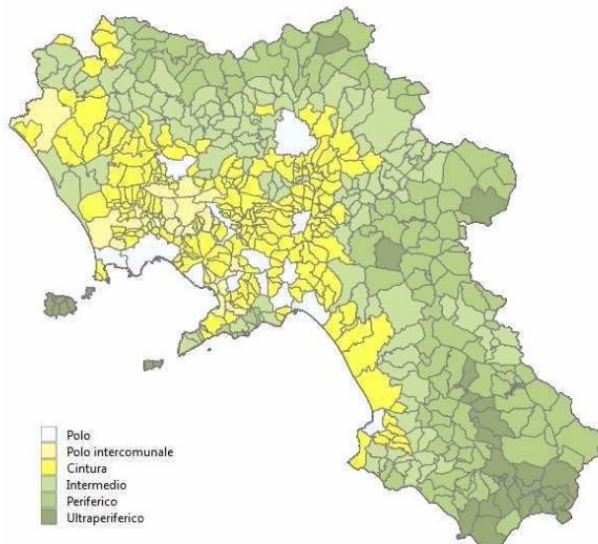 Polo
Polo intercomunale
Cintura
Intermedio
Periferico
Ultraperiferico